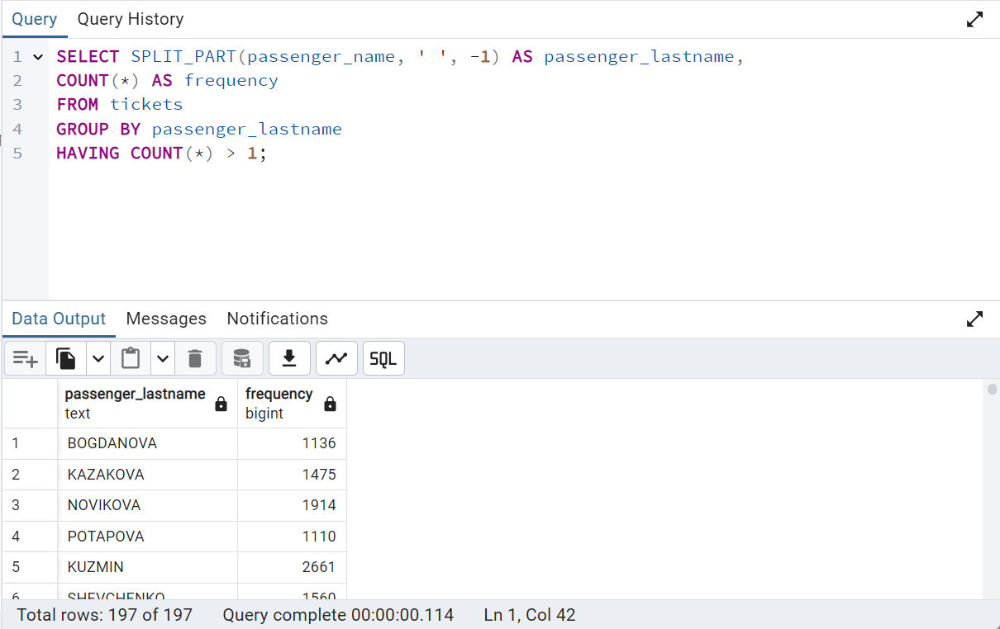 Query Query History
1 SELECT SPLIT_PART(passenger_name, ' ', -1) AS passenger_lastname,
2 COUNT(*) AS frequency
3 FROM tickets
4 GROUP BY passenger_lastname
5 HAVING COUNT(*) > 1;
Data Output Messages Notifications
SQL
passenger_lastname frequency
text bigint
1 BOGDANOVA 1136
2 KAZAKOVA 1475
3 NOVIKOVA 1914
4 POTAPOVA 1110
5 KUZMIN 2661
6 SHEVCHENKO 1560
Total rows: 197 of 197 Query complete 00:00:00.114 Ln 1, Col 42